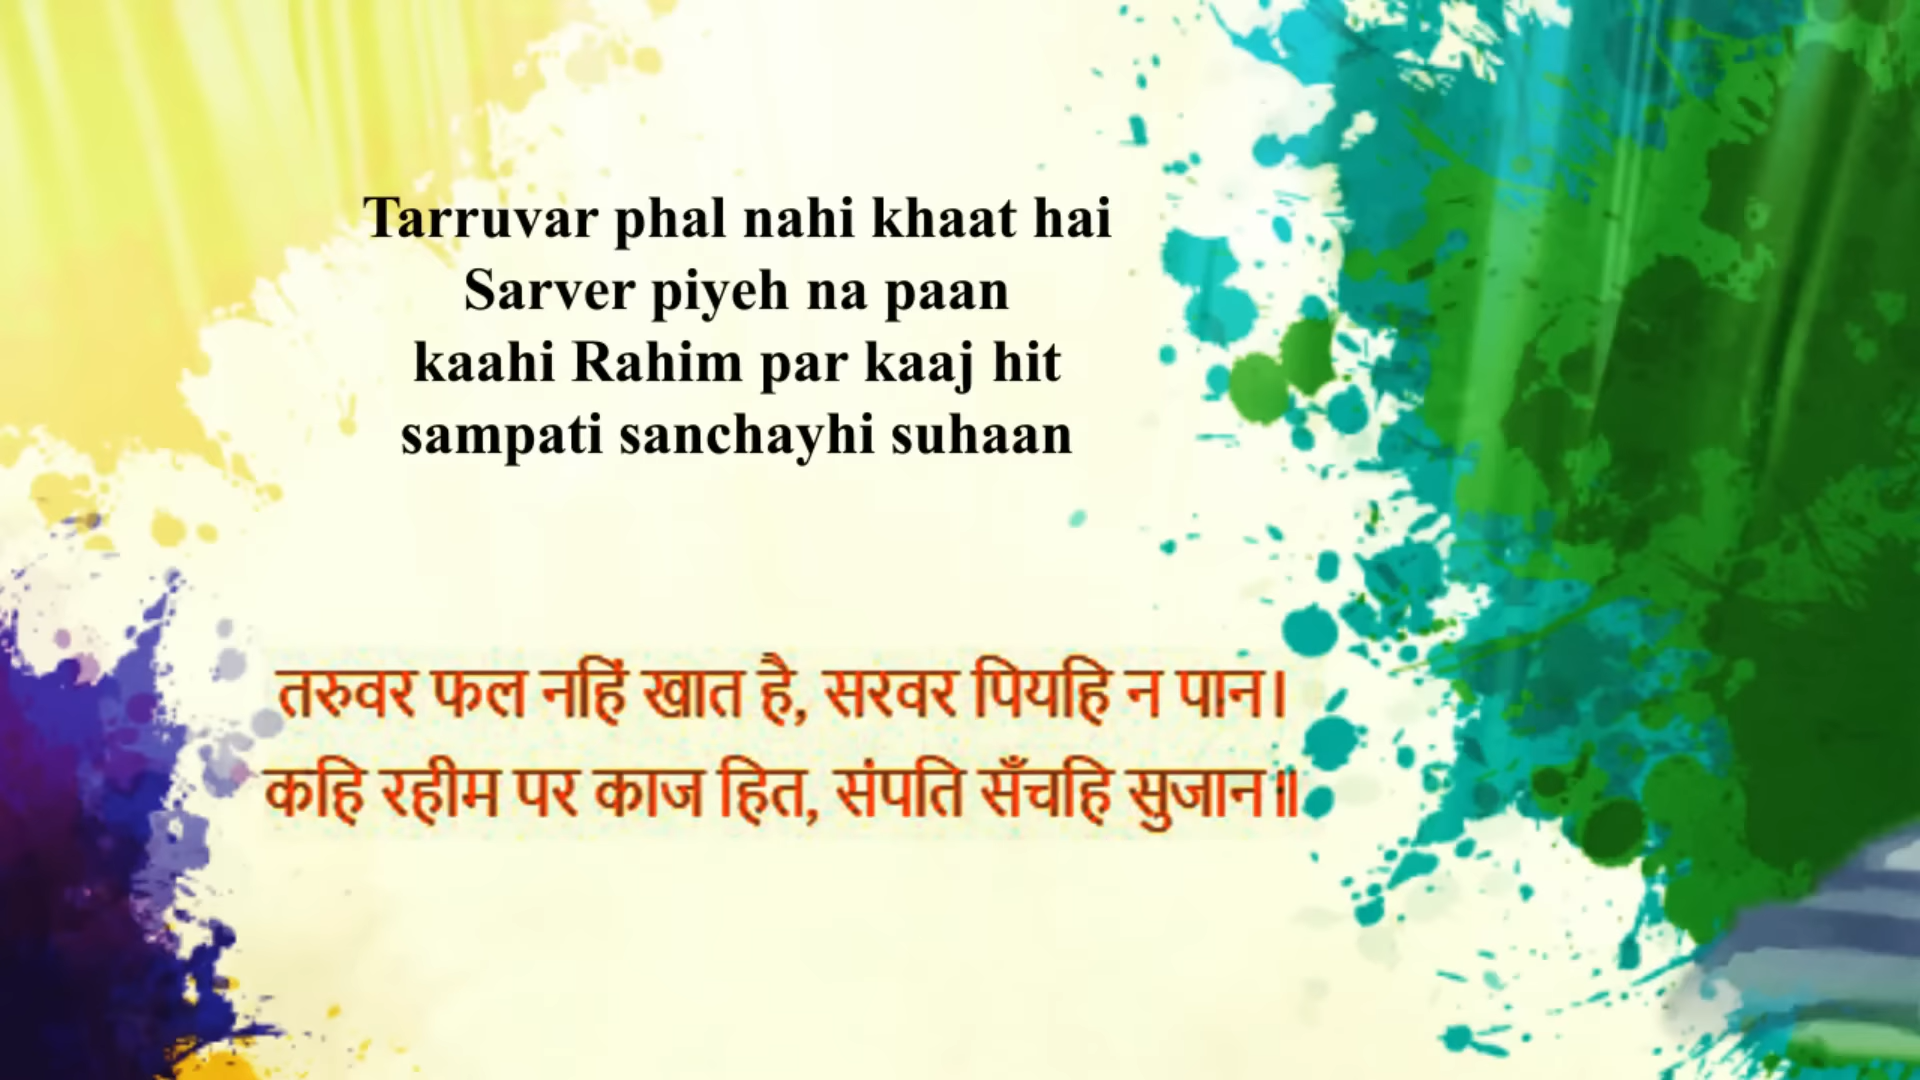 Tarruvar phal nahi khaat hai
Sarver piyeh na paan
kaahi Rahim par kaaj hit
sampati sanchayhi suhaan
तरुवर फल नहिं खात है, सरवर पियहि न पान।
कहि रहीम पर काज हित, संपति सँचहि सुजान॥